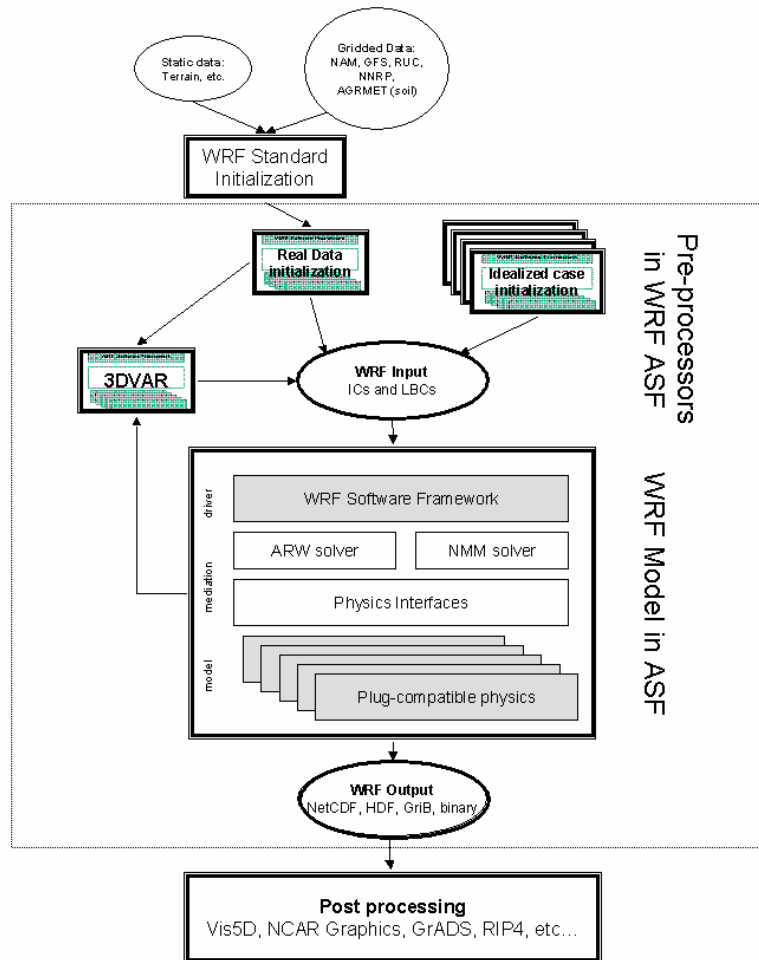 Static data:
Terrain, etc.
Gridded Data:
NAM, GFS, RUC,
NNRP,
AGRMET (soil)
WRF Standard
Initialization
Real Data
initialization
Idealized case
initialization
Pre-processors
in WRF ASF
3DVAR
WRF Input
ICs and LBCs
driver
WRF Software Framework
mediation
ARW solver
NMM solver
Physics Interfaces
model
Plug-compatible physics
WRF Model in ASF
WRF Output
NetCDF, HDF, GriB, binary
Post processing
Vis5D, NCAR Graphics, GrADS, RIP4, etc...